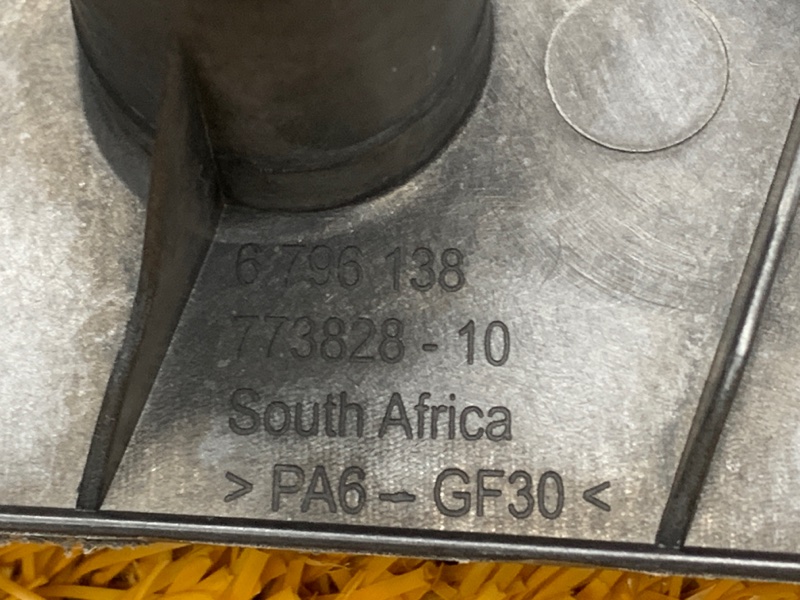 6 796 138
773828 - 10
South Africa
> PA6 - GF30 <